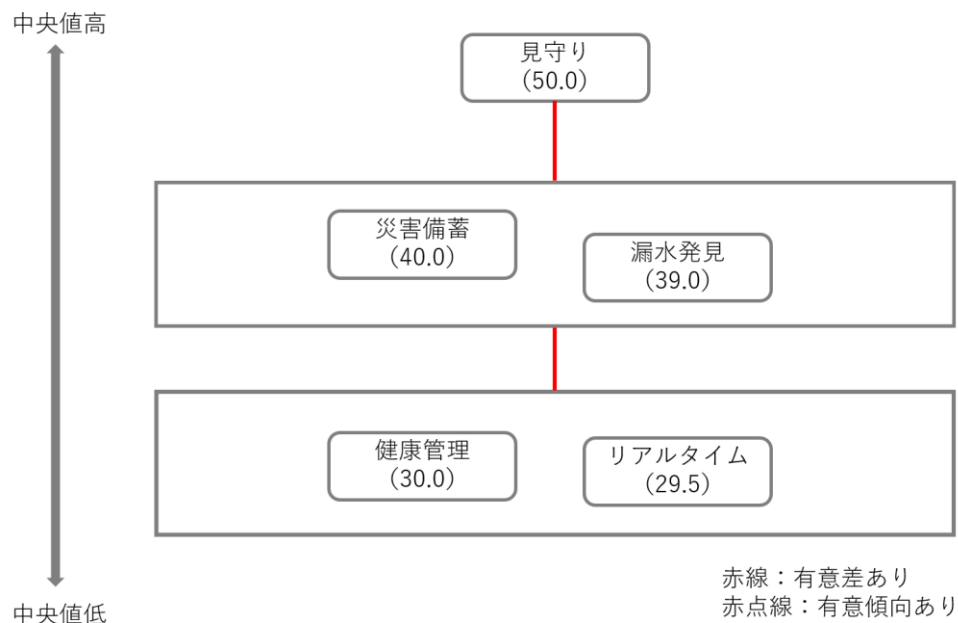 中央値高
見守り
(50.0)
災害備蓄
(40.0)
漏水発見
(39.0)
健康管理
(30.0)
リアルタイム
(29.5)
赤線：有意差あり
赤点線：有意傾向あり
中央値低